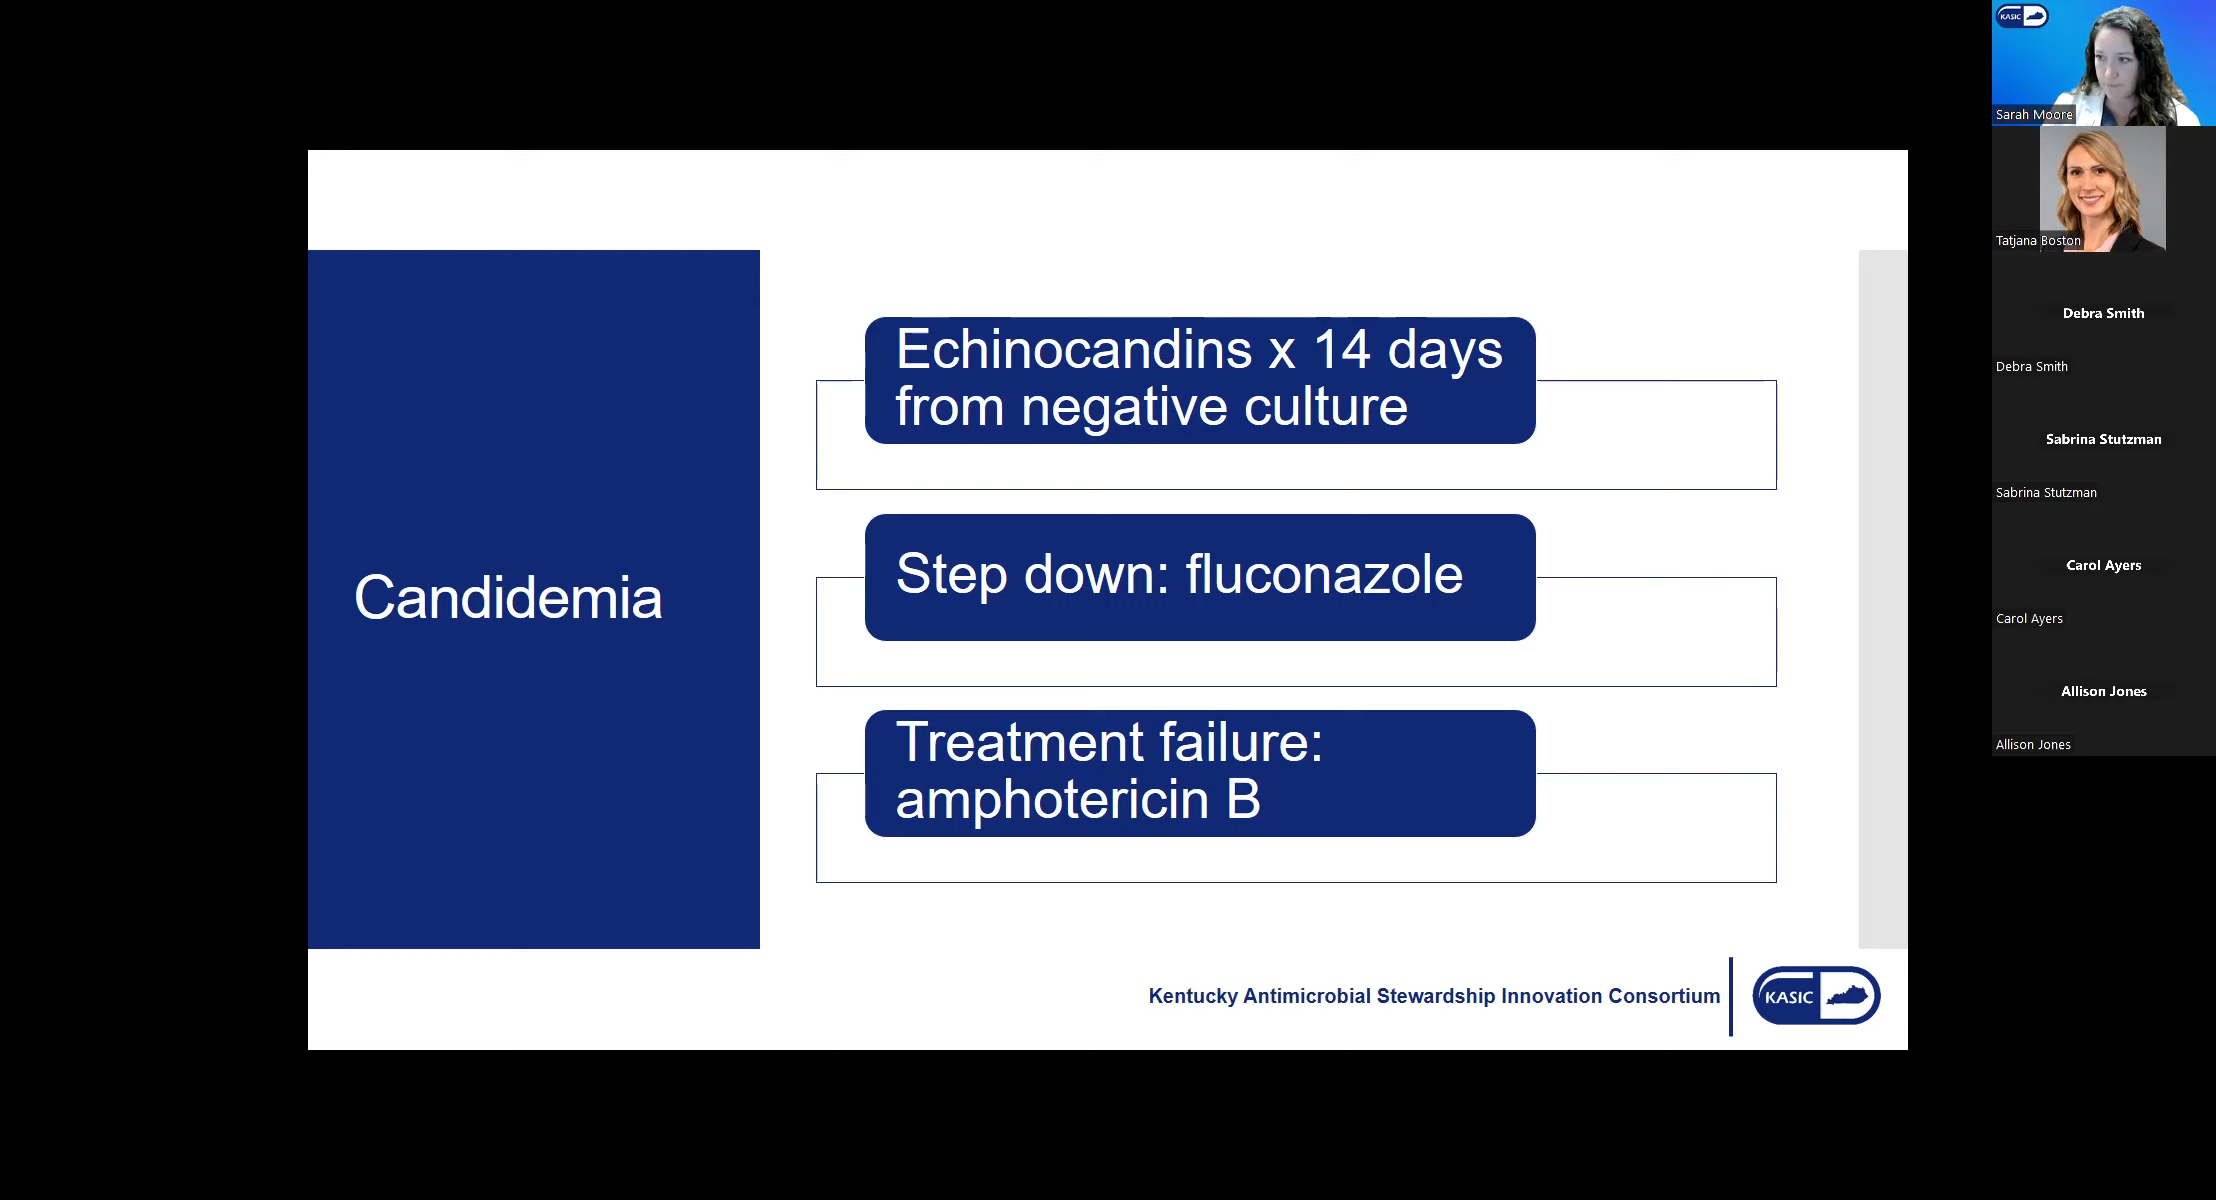 Candidemia
Echinocandins x 14 days
from negative culture
Step down: fluconazole
Treatment failure:
amphotericin B
Kentucky Antimicrobial Stewardship Innovation Consortium
KASIC
KASIC
Sarah Moore
Tatjana Boston
Debra Smith
Debra Smith
Sabrina Stutzman
Sabrina Stutzman
Carol Ayers
Carol Ayers
Allison Jones
Allison Jones